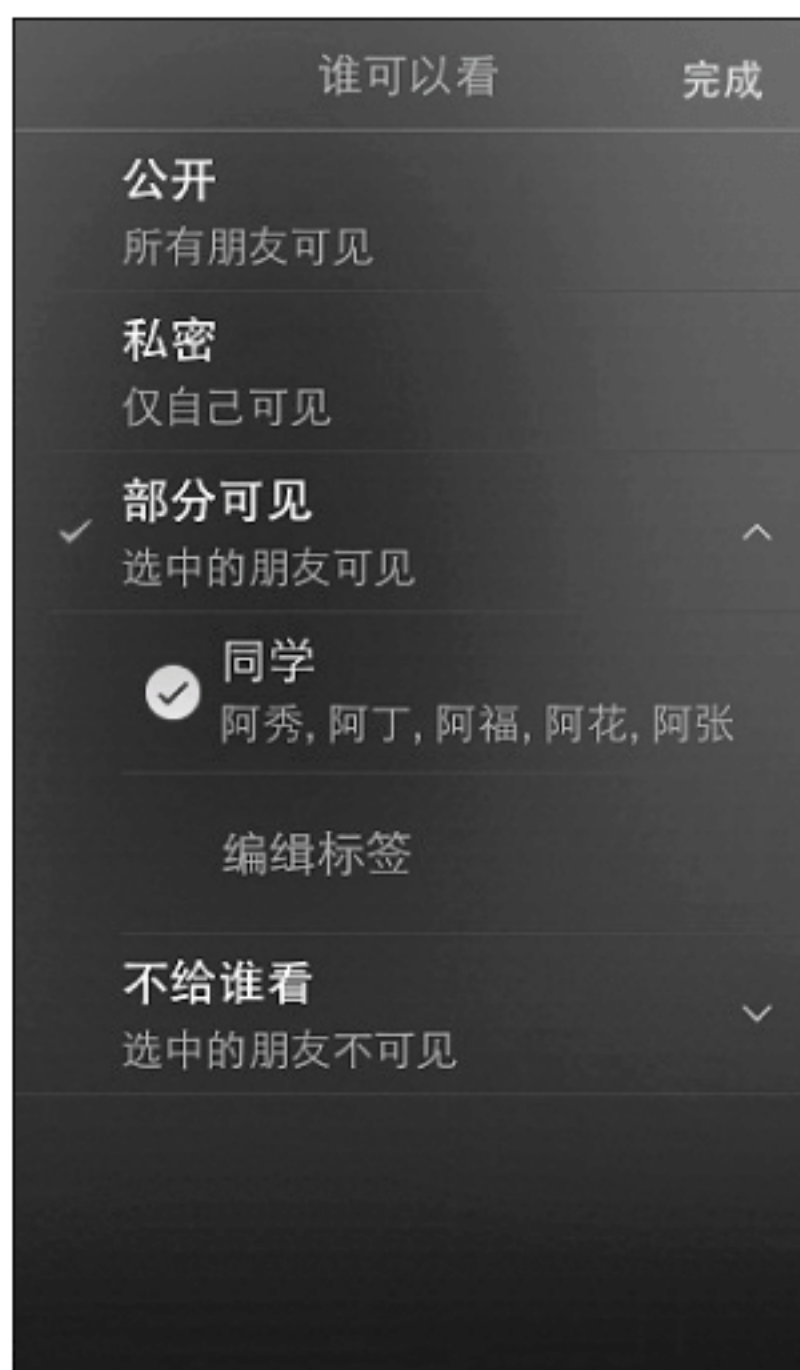 谁可以看
完成
公开
所有朋友可见
私密
仅自己可见
部分可见
选中的朋友可见
同学
阿秀, 阿丁, 阿福, 阿花, 阿张
编缉标签
不给谁看
选中的朋友不可见